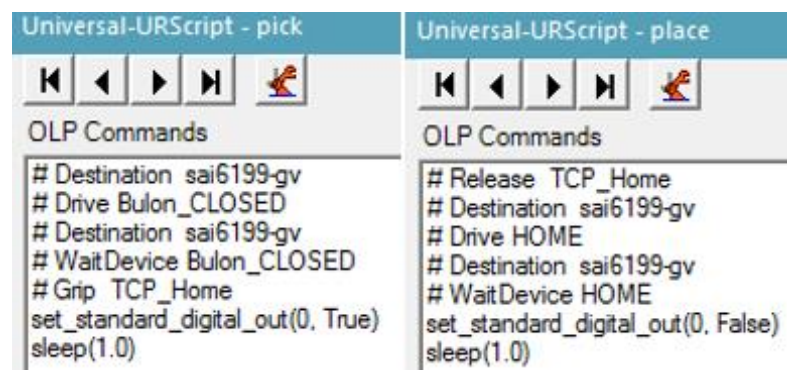 Universal-URScript - pick
OLP Commands
# Destination sai6199-gv
# Drive Bulon_CLOSED
# Destination sai6199-gv
# WaitDevice Bulon_CLOSED
# Grip TCP_Home
set_standard_digital_out(0, True)
sleep(1.0)
Universal-URScript - place
OLP Commands
# Release TCP_Home
# Destination sai6199-gv
# Drive HOME
# Destination sai6199-gv
# WaitDevice HOME
set_standard_digital_out(0, False)
sleep(1.0)